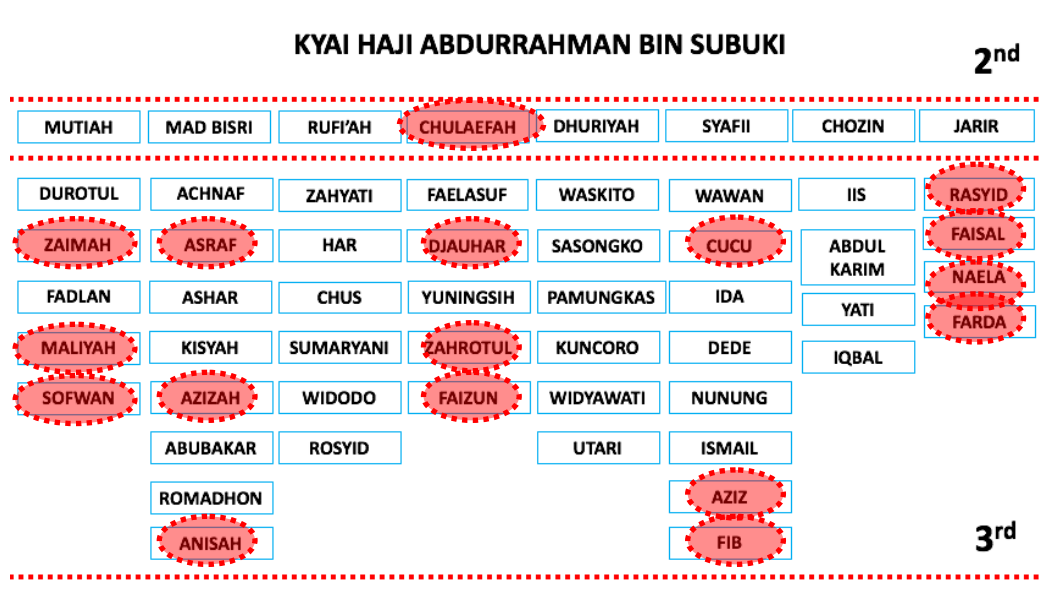 KYAI HAJI ABDURRAHMAN BIN SUBUKI
2nd
MUTIAH MAD BISRI RUFI'AH CHULAEFAH DHURIYAH SYAFII CHOZIN JARIR
DUROTUL ACHNAF ZAHYATI FAELASUF WASKITO WAWAN IIS RASYID
ZAIMAH ASRAF HAR DJAUHAR SASONGKO CUCU ABDUL KARIM FAISAL
FADLAN ASHAR CHUS YUNINGSIH PAMUNGKAS IDA YATI NAELA
MALIYAH KISYAH SUMARYANI ZAHROTUL KUNCORO DEDE IQBAL FARDA
SOFWAN AZIZAH WIDODO FAIZUN WIDYAWATI NUNUNG
ABUBAKAR ROSYID UTARI ISMAIL
ROMADHON AZIZ
ANISAH FIB
3rd